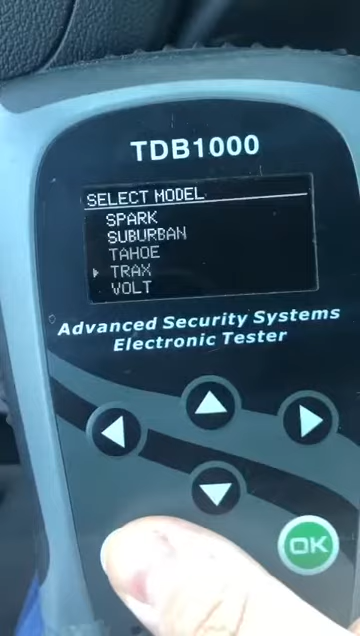 TDB1000
SELECT MODEL
SPARK
SUBURBAN
TAHOE
TRAX
VOLT
Advanced Security Systems
Electronic Tester
OK